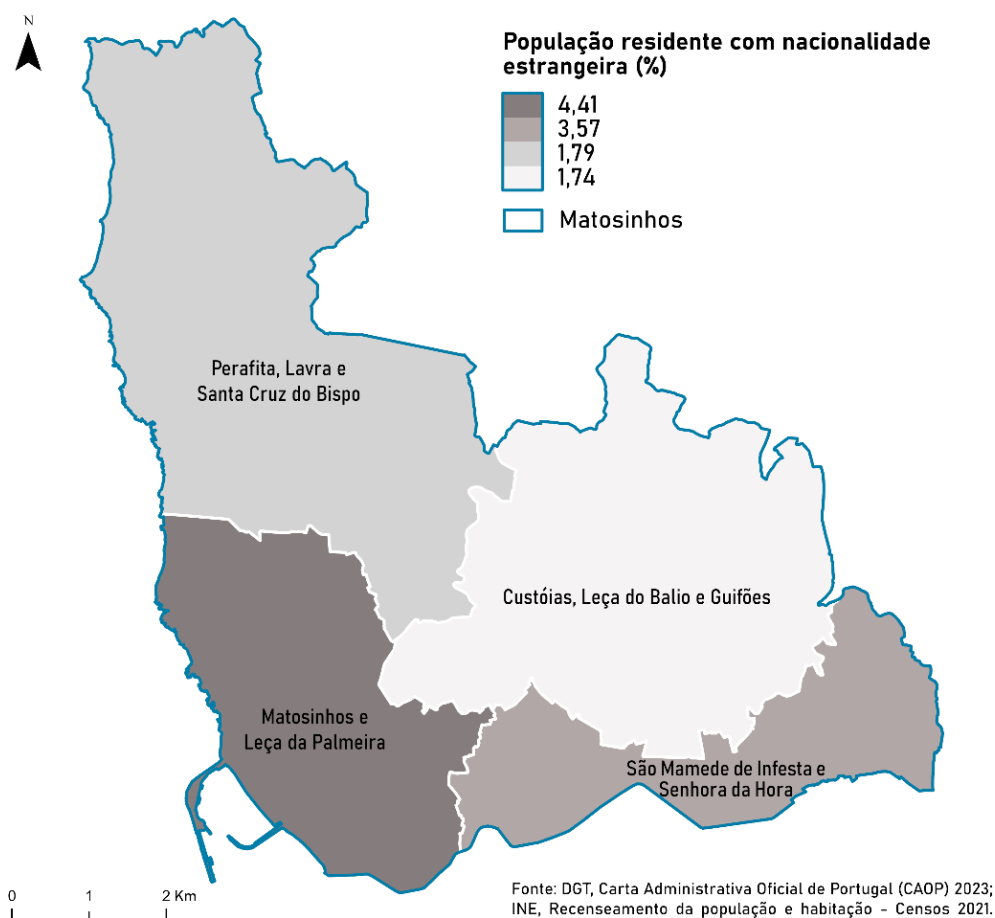 N
População residente com nacionalidade
estrangeira (%)
4,41
3,57
1,79
1,74
Matosinhos
Perafita, Lavra e
Santa Cruz do Bispo
Custóias, Leça do Balio e Guifões
Matosinhos e
Leça da Palmeira
São Mamede de Infesta e
Senhora da Hora
0 1 2 Km
Fonte: DGT, Carta Administrativa Oficial de Portugal (CAOP) 2023;
INE, Recenseamento da população e habitação - Censos 2021.